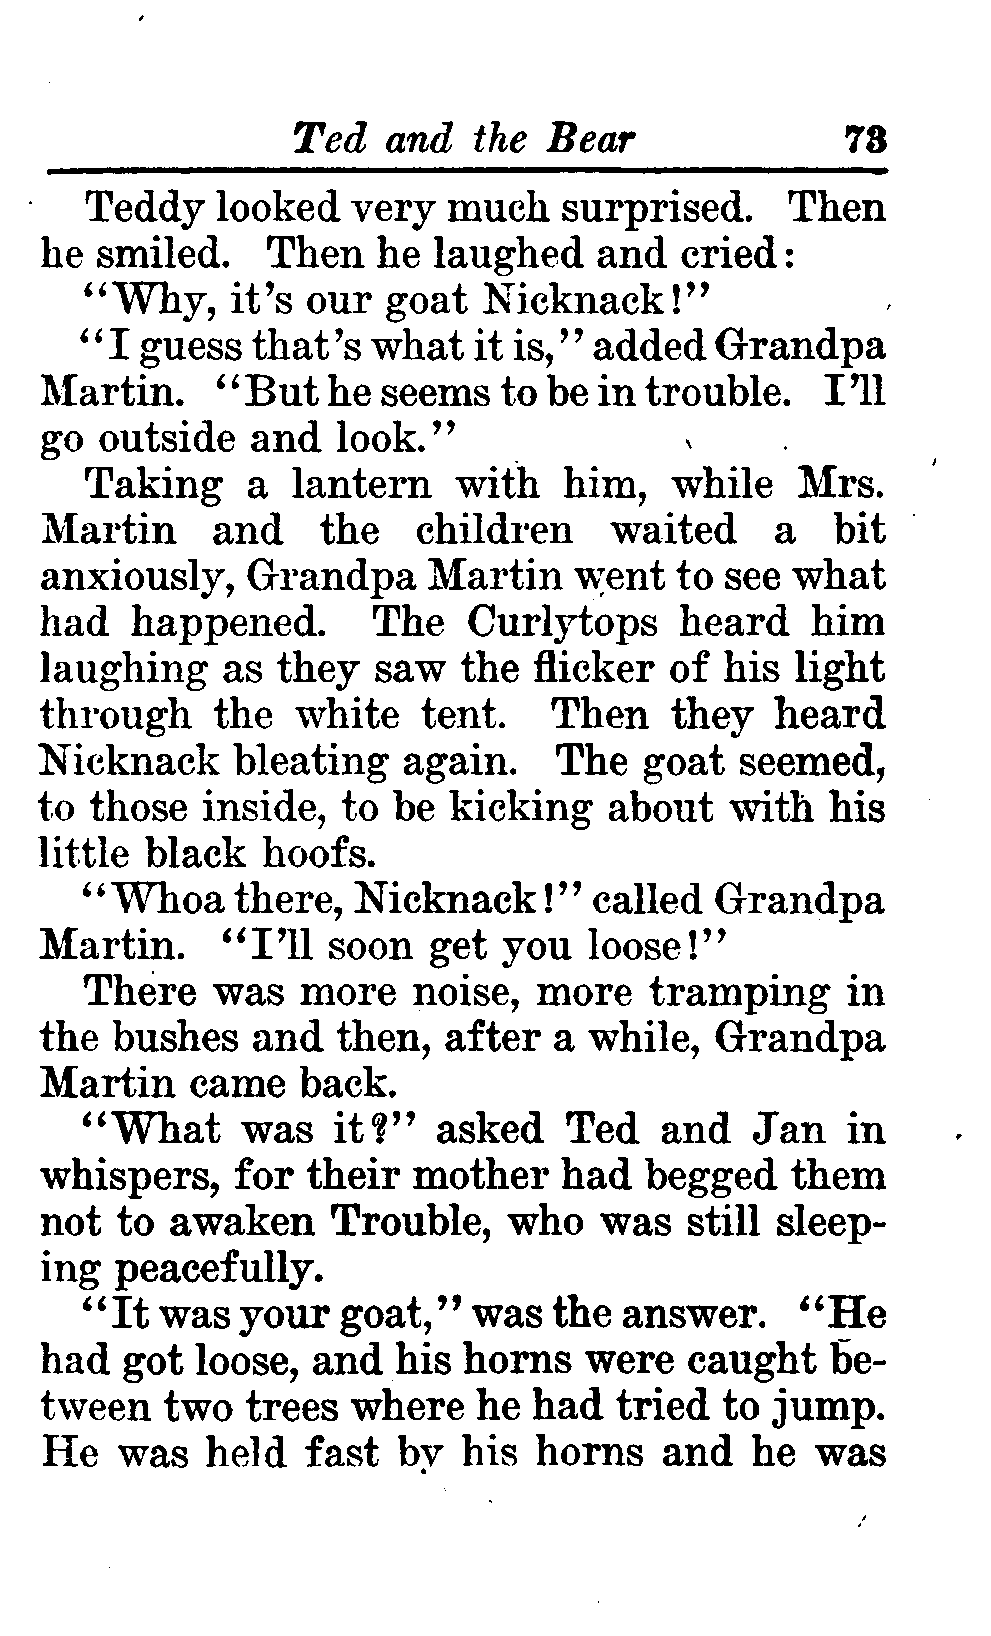 Ted and the Bear 73
Teddy looked very much surprised. Then
he smiled. Then he laughed and cried:
"Why, it's our goat Nicknack!"
"I guess that's what it is," added Grandpa
Martin. "But he seems to be in trouble. I'll
go outside and look."
Taking a lantern with him, while Mrs.
Martin and the children waited a bit
anxiously, Grandpa Martin went to see what
had happened. The Curlytops heard him
laughing as they saw the flicker of his light
through the white tent. Then they heard
Nicknack bleating again. The goat seemed,
to those inside, to be kicking about with his
little black hoofs.
"Whoa there, Nicknack!" called Grandpa
Martin. "I'll soon get you loose!"
There was more noise, more tramping in
the bushes and then, after a while, Grandpa
Martin came back.
"What was it?" asked Ted and Jan in
whispers, for their mother had begged them
not to awaken Trouble, who was still sleep-
ing peacefully.
"It was your goat," was the answer. "He
had got loose, and his horns were caught be-
tween two trees where he had tried to jump.
He was held fast by his horns and he was